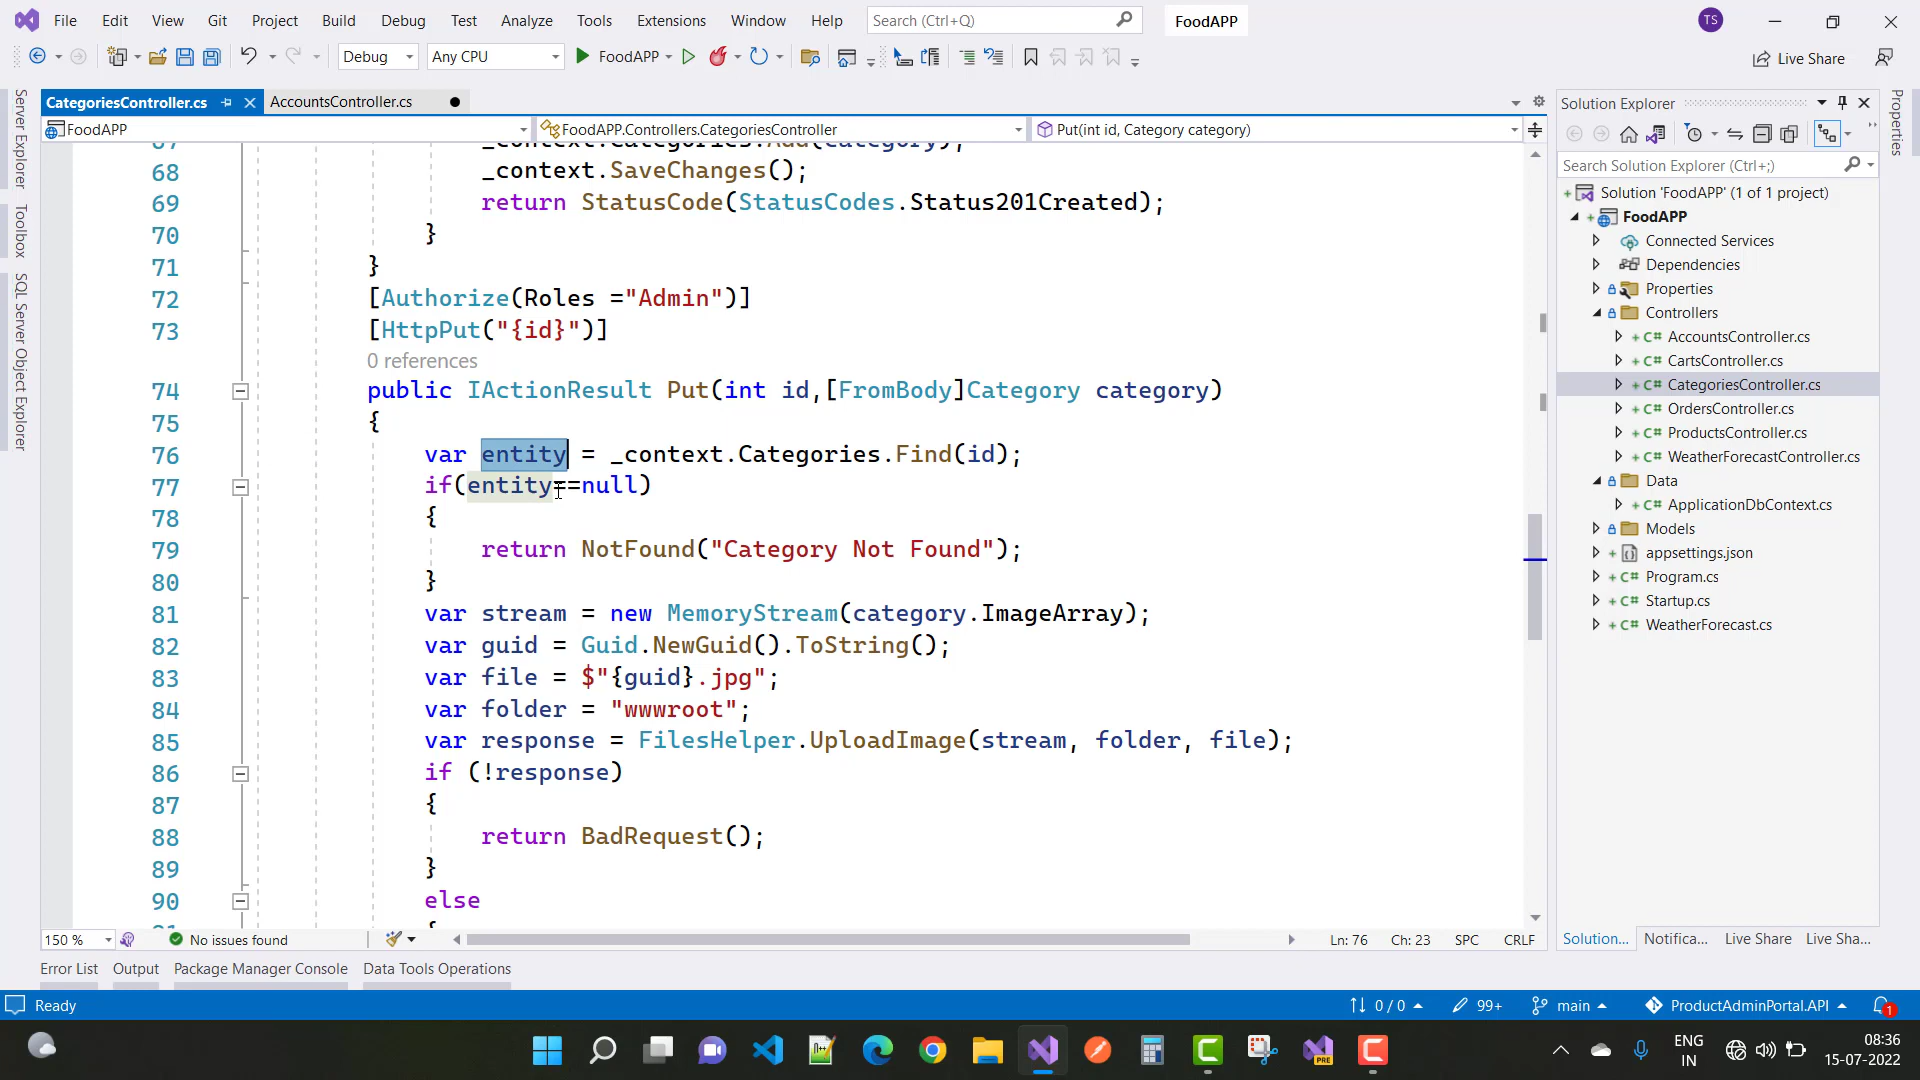 File Edit View Git Project Build Debug Test Analyze Tools Extensions Window Help Search (Ctrl+Q) FoodAPP TS
Debug Any CPU FoodAPP Live Share
CategoriesController.cs AccountsController.cs
FoodAPP FoodAPP.Controllers.CategoriesController Put(int id, Category category)
_context.Categories.Add(category);
68 _context.SaveChanges();
69 return StatusCode(StatusCodes.Status201Created);
70 }
71 }
72 [Authorize(Roles ="Admin")]
73 [HttpPut("{id}")]
0 references
74 public IActionResult Put(int id,[FromBody]Category category)
75 {
76 var entity = _context.Categories.Find(id);
77 if(entity==null)
78 {
79 return NotFound("Category Not Found");
80 }
81 var stream = new MemoryStream(category.ImageArray);
82 var guid = Guid.NewGuid().ToString();
83 var file = $"{guid}.jpg";
84 var folder = "wwwroot";
85 var response = FilesHelper.UploadImage(stream, folder, file);
86 if (!response)
87 {
88 return BadRequest();
89 }
90 else
{
150 % No issues found Ln: 76 Ch: 23 SPC CRLF
Error List Output Package Manager Console Data Tools Operations
Server Explorer
Toolbox
SQL Server Object Explorer
Solution Explorer
Search Solution Explorer (Ctrl+;)
Solution 'FoodAPP' (1 of 1 project)
FoodAPP
Connected Services
Dependencies
Properties
Controllers
C# AccountsController.cs
C# CartsController.cs
C# CategoriesController.cs
C# OrdersController.cs
C# ProductsController.cs
C# WeatherForecastController.cs
Data
C# ApplicationDbContext.cs
Models
appsettings.json
C# Program.cs
C# Startup.cs
C# WeatherForecast.cs
Solution... Notifica... Live Share Live Sha...
Properties
Ready 0 / 0 99+ main ProductAdminPortal.API 1
ENG
IN
08:36
15-07-2022